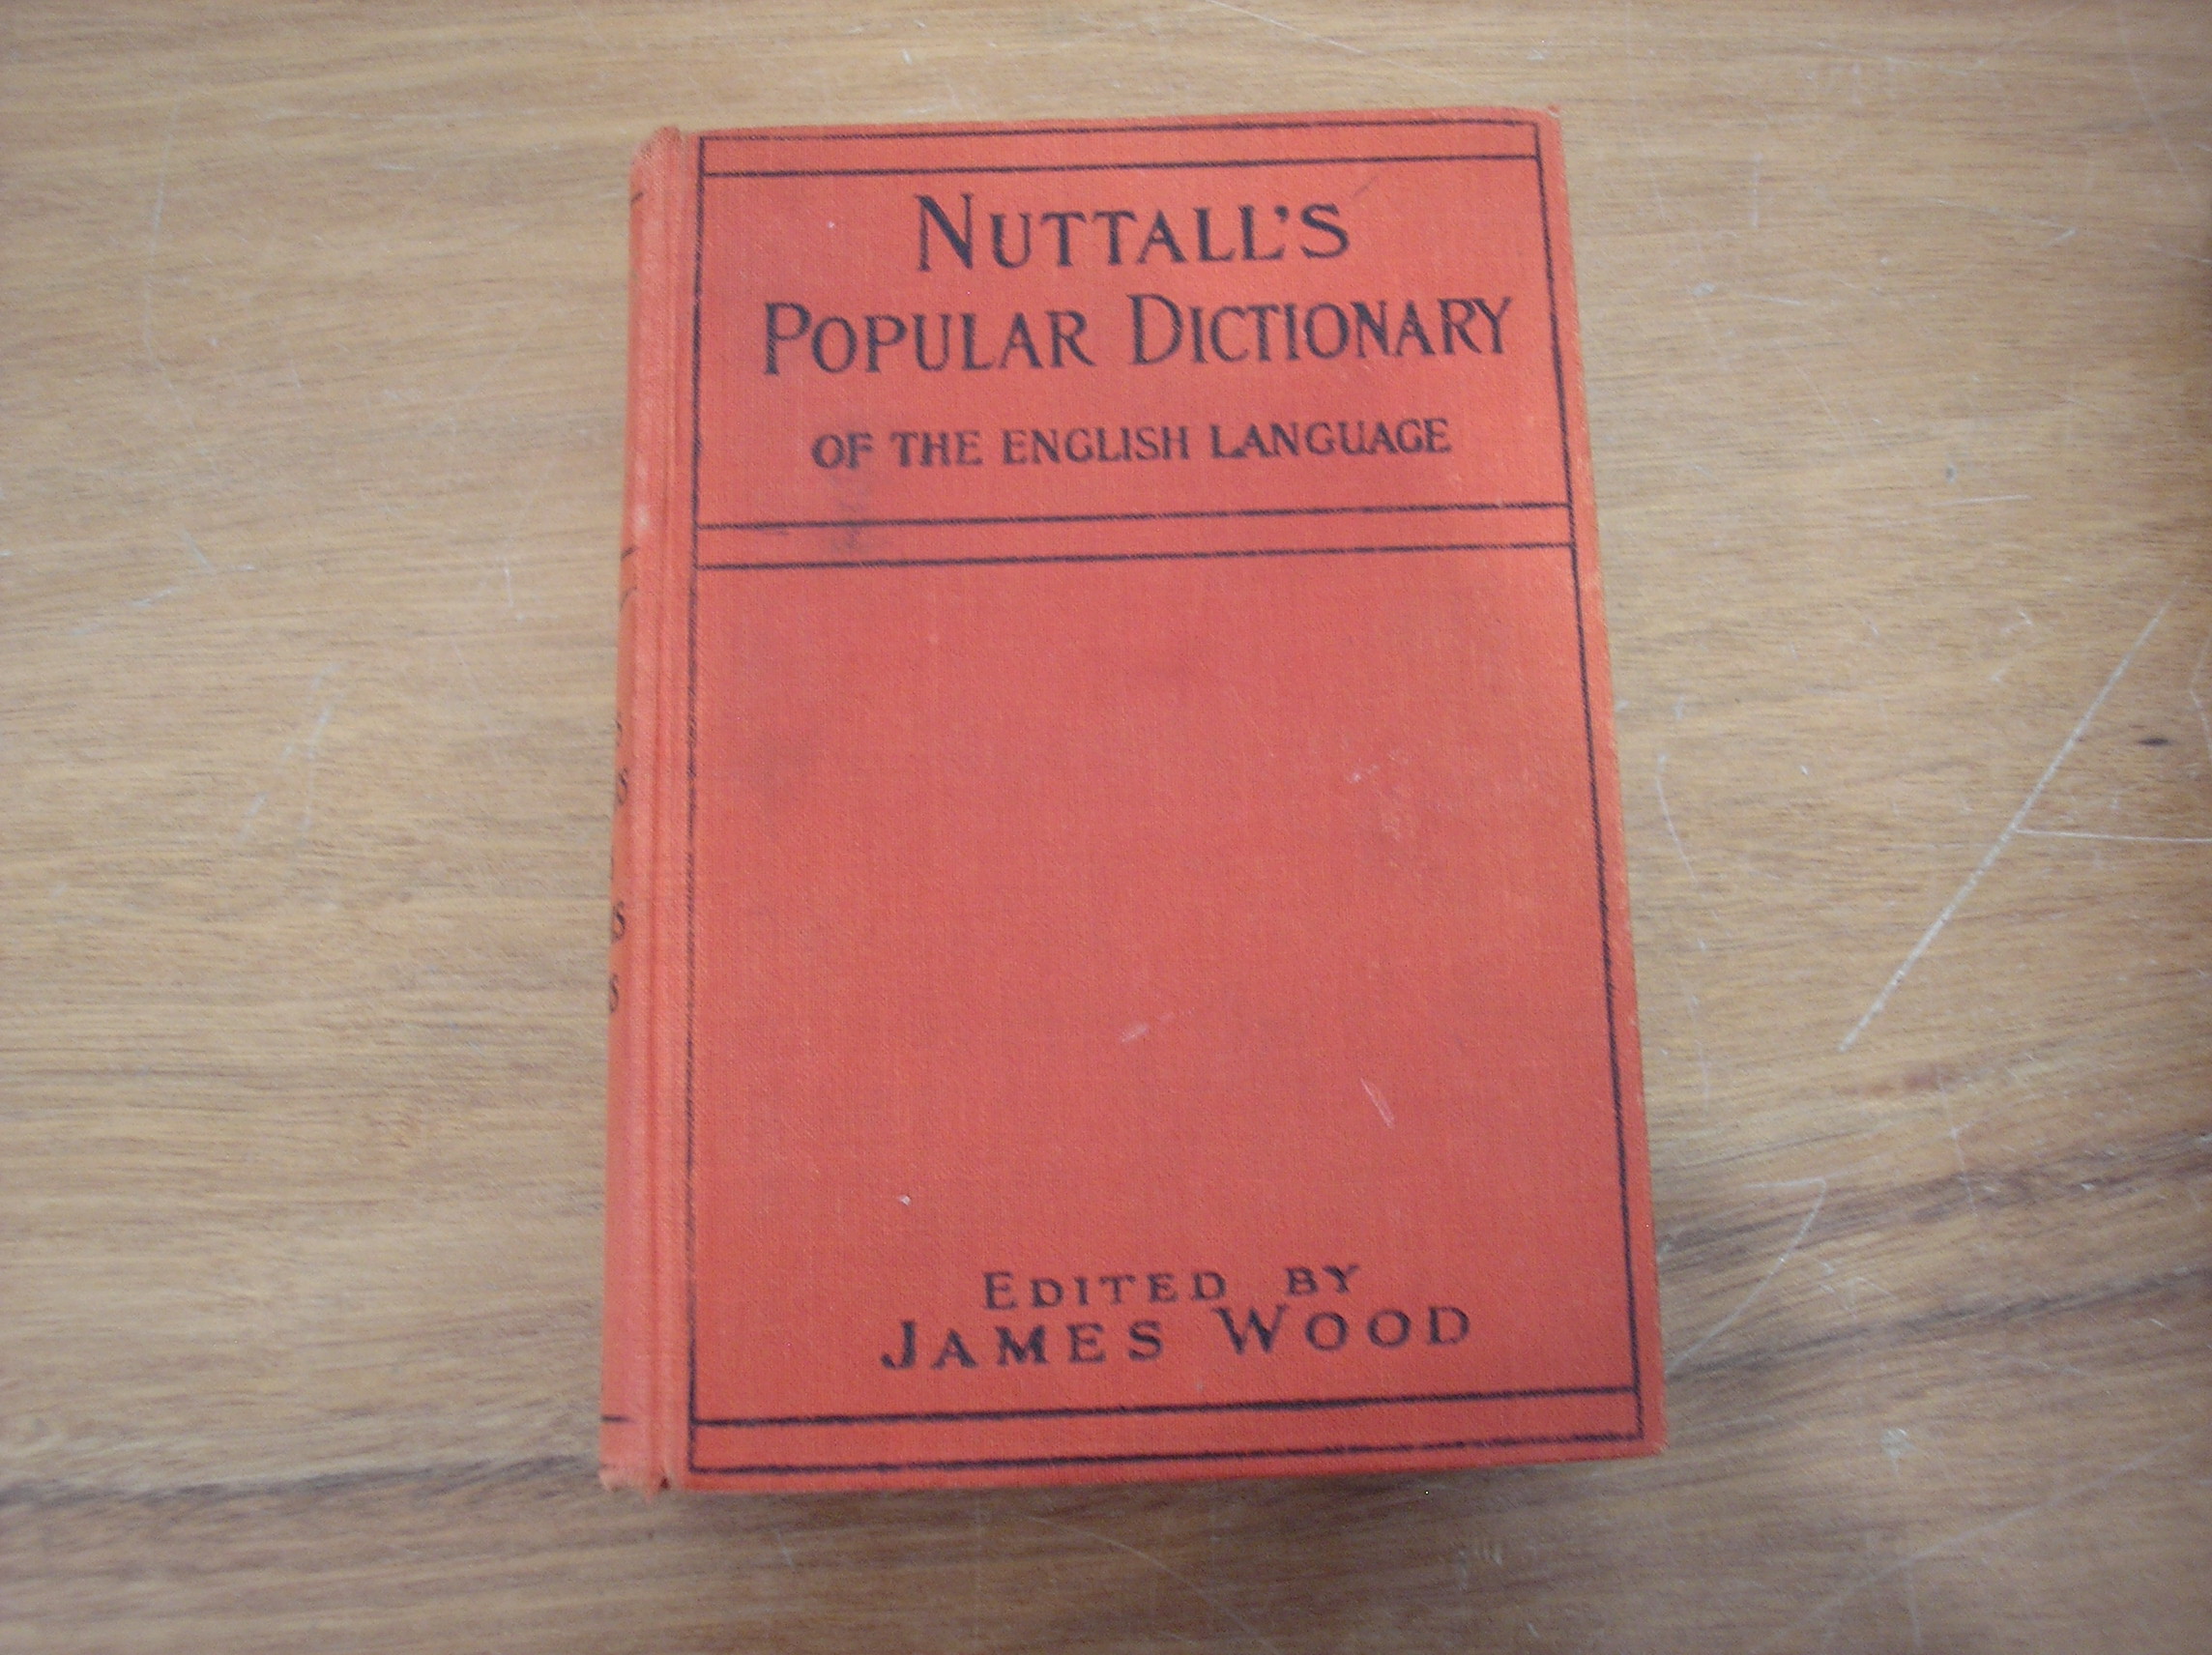 NUTTALL'S
POPULAR DICTIONARY
OF THE ENGLISH LANGUAGE
EDITED BY
JAMES WOOD